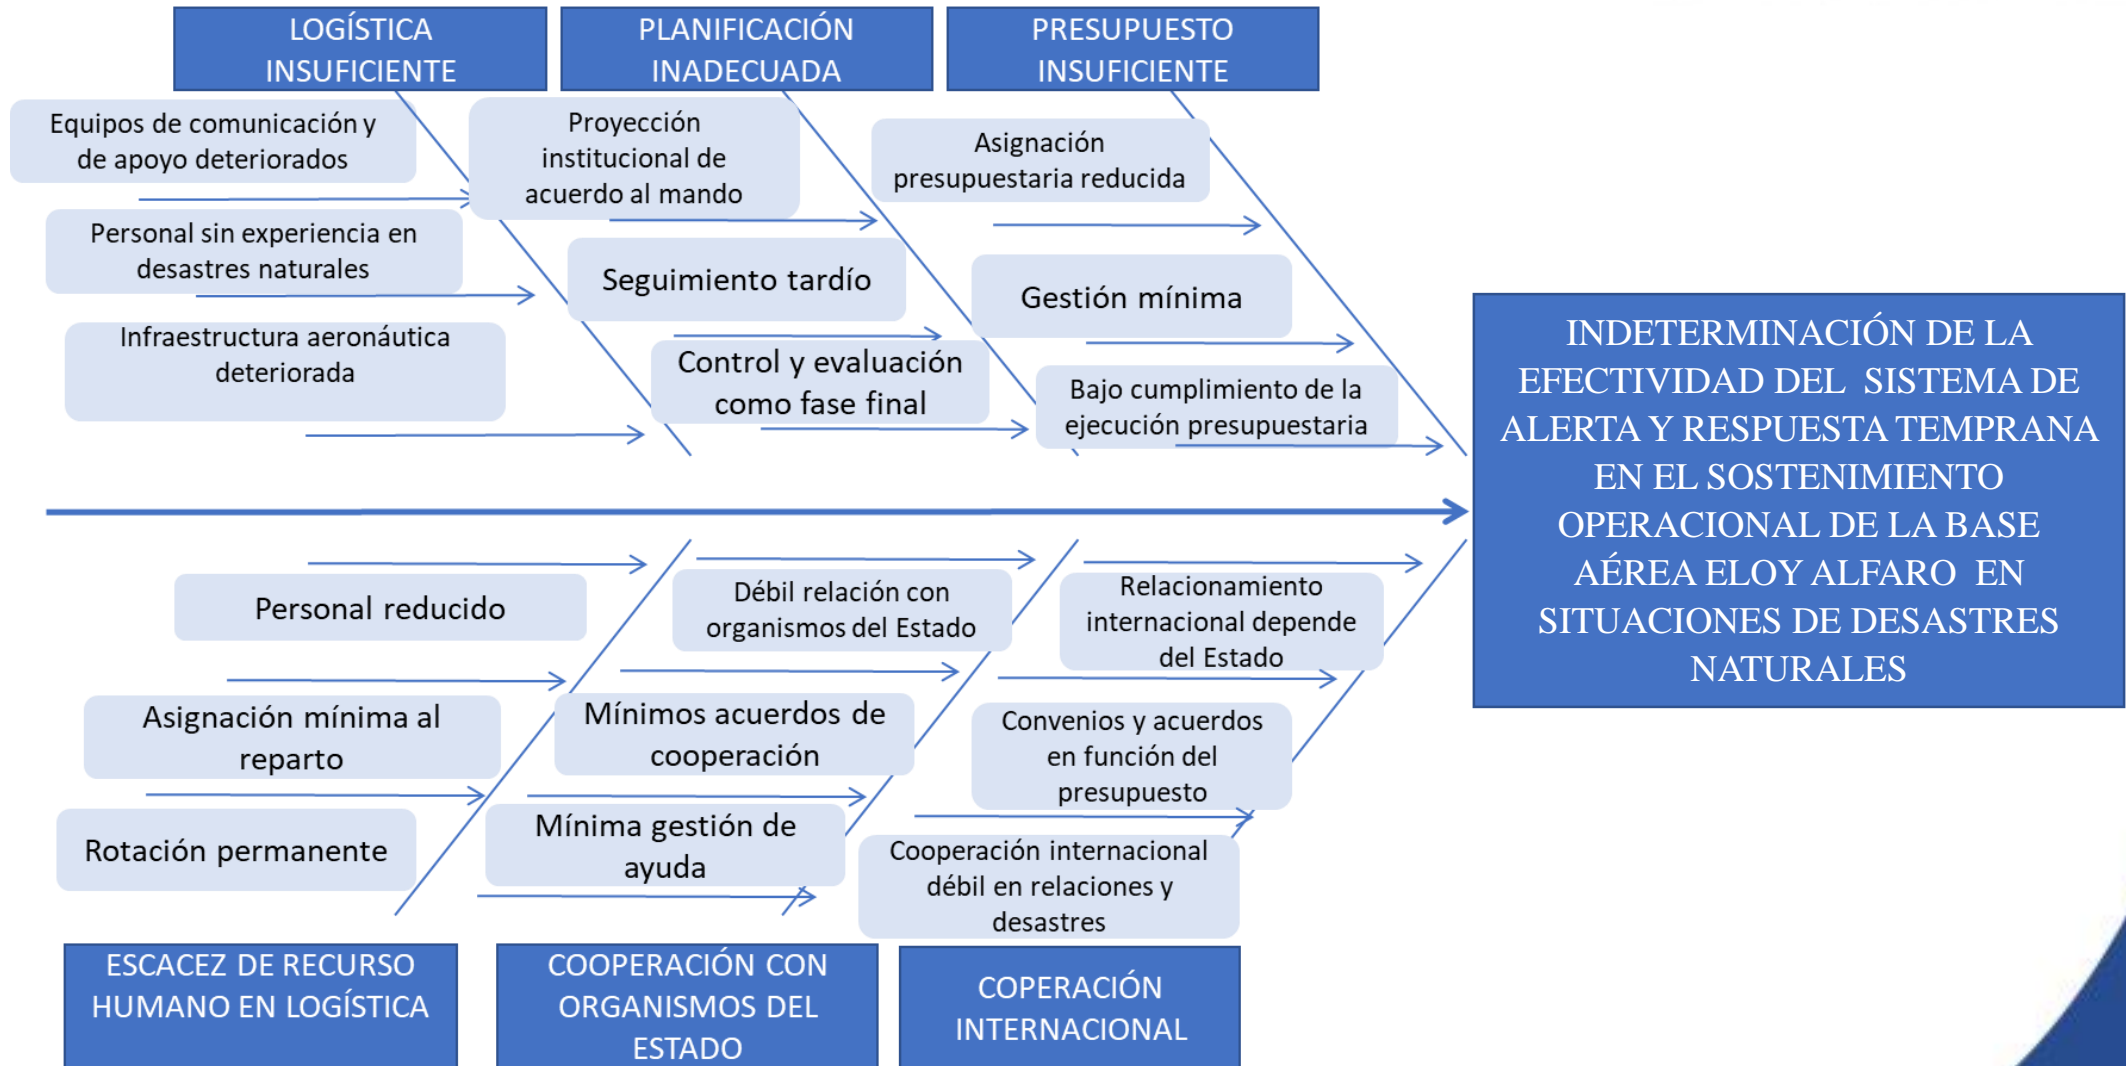 LOGÍSTICA
INSUFICIENTE
PLANIFICACIÓN
INADECUADA
PRESUPUESTO
INSUFICIENTE
Equipos de comunicación y
de apoyo deteriorados
Personal sin experiencia en
desastres naturales
Infraestructura aeronáutica
deteriorada
Proyección
institucional de
acuerdo al mando
Seguimiento tardío
Control y evaluación
como fase final
Asignación
presupuestaria reducida
Gestión mínima
Bajo cumplimiento de la
ejecución presupuestaria
INDETERMINACIÓN DE LA
EFECTIVIDAD DEL SISTEMA DE
ALERTA Y RESPUESTA TEMPRANA
EN EL SOSTENIMIENTO
OPERACIONAL DE LA BASE
AÉREA ELOY ALFARO EN
SITUACIONES DE DESASTRES
NATURALES
Personal reducido
Asignación mínima al
reparto
Rotación permanente
Débil relación con
organismos del Estado
Mínimos acuerdos de
cooperación
Mínima gestión de
ayuda
Relacionamiento
internacional depende
del Estado
Convenios y acuerdos
en función del
presupuesto
Cooperación internacional
débil en relaciones y
desastres
ESCACEZ DE RECURSO
HUMANO EN LOGÍSTICA
COOPERACIÓN CON
ORGANISMOS DEL
ESTADO
COPERACIÓN
INTERNACIONAL